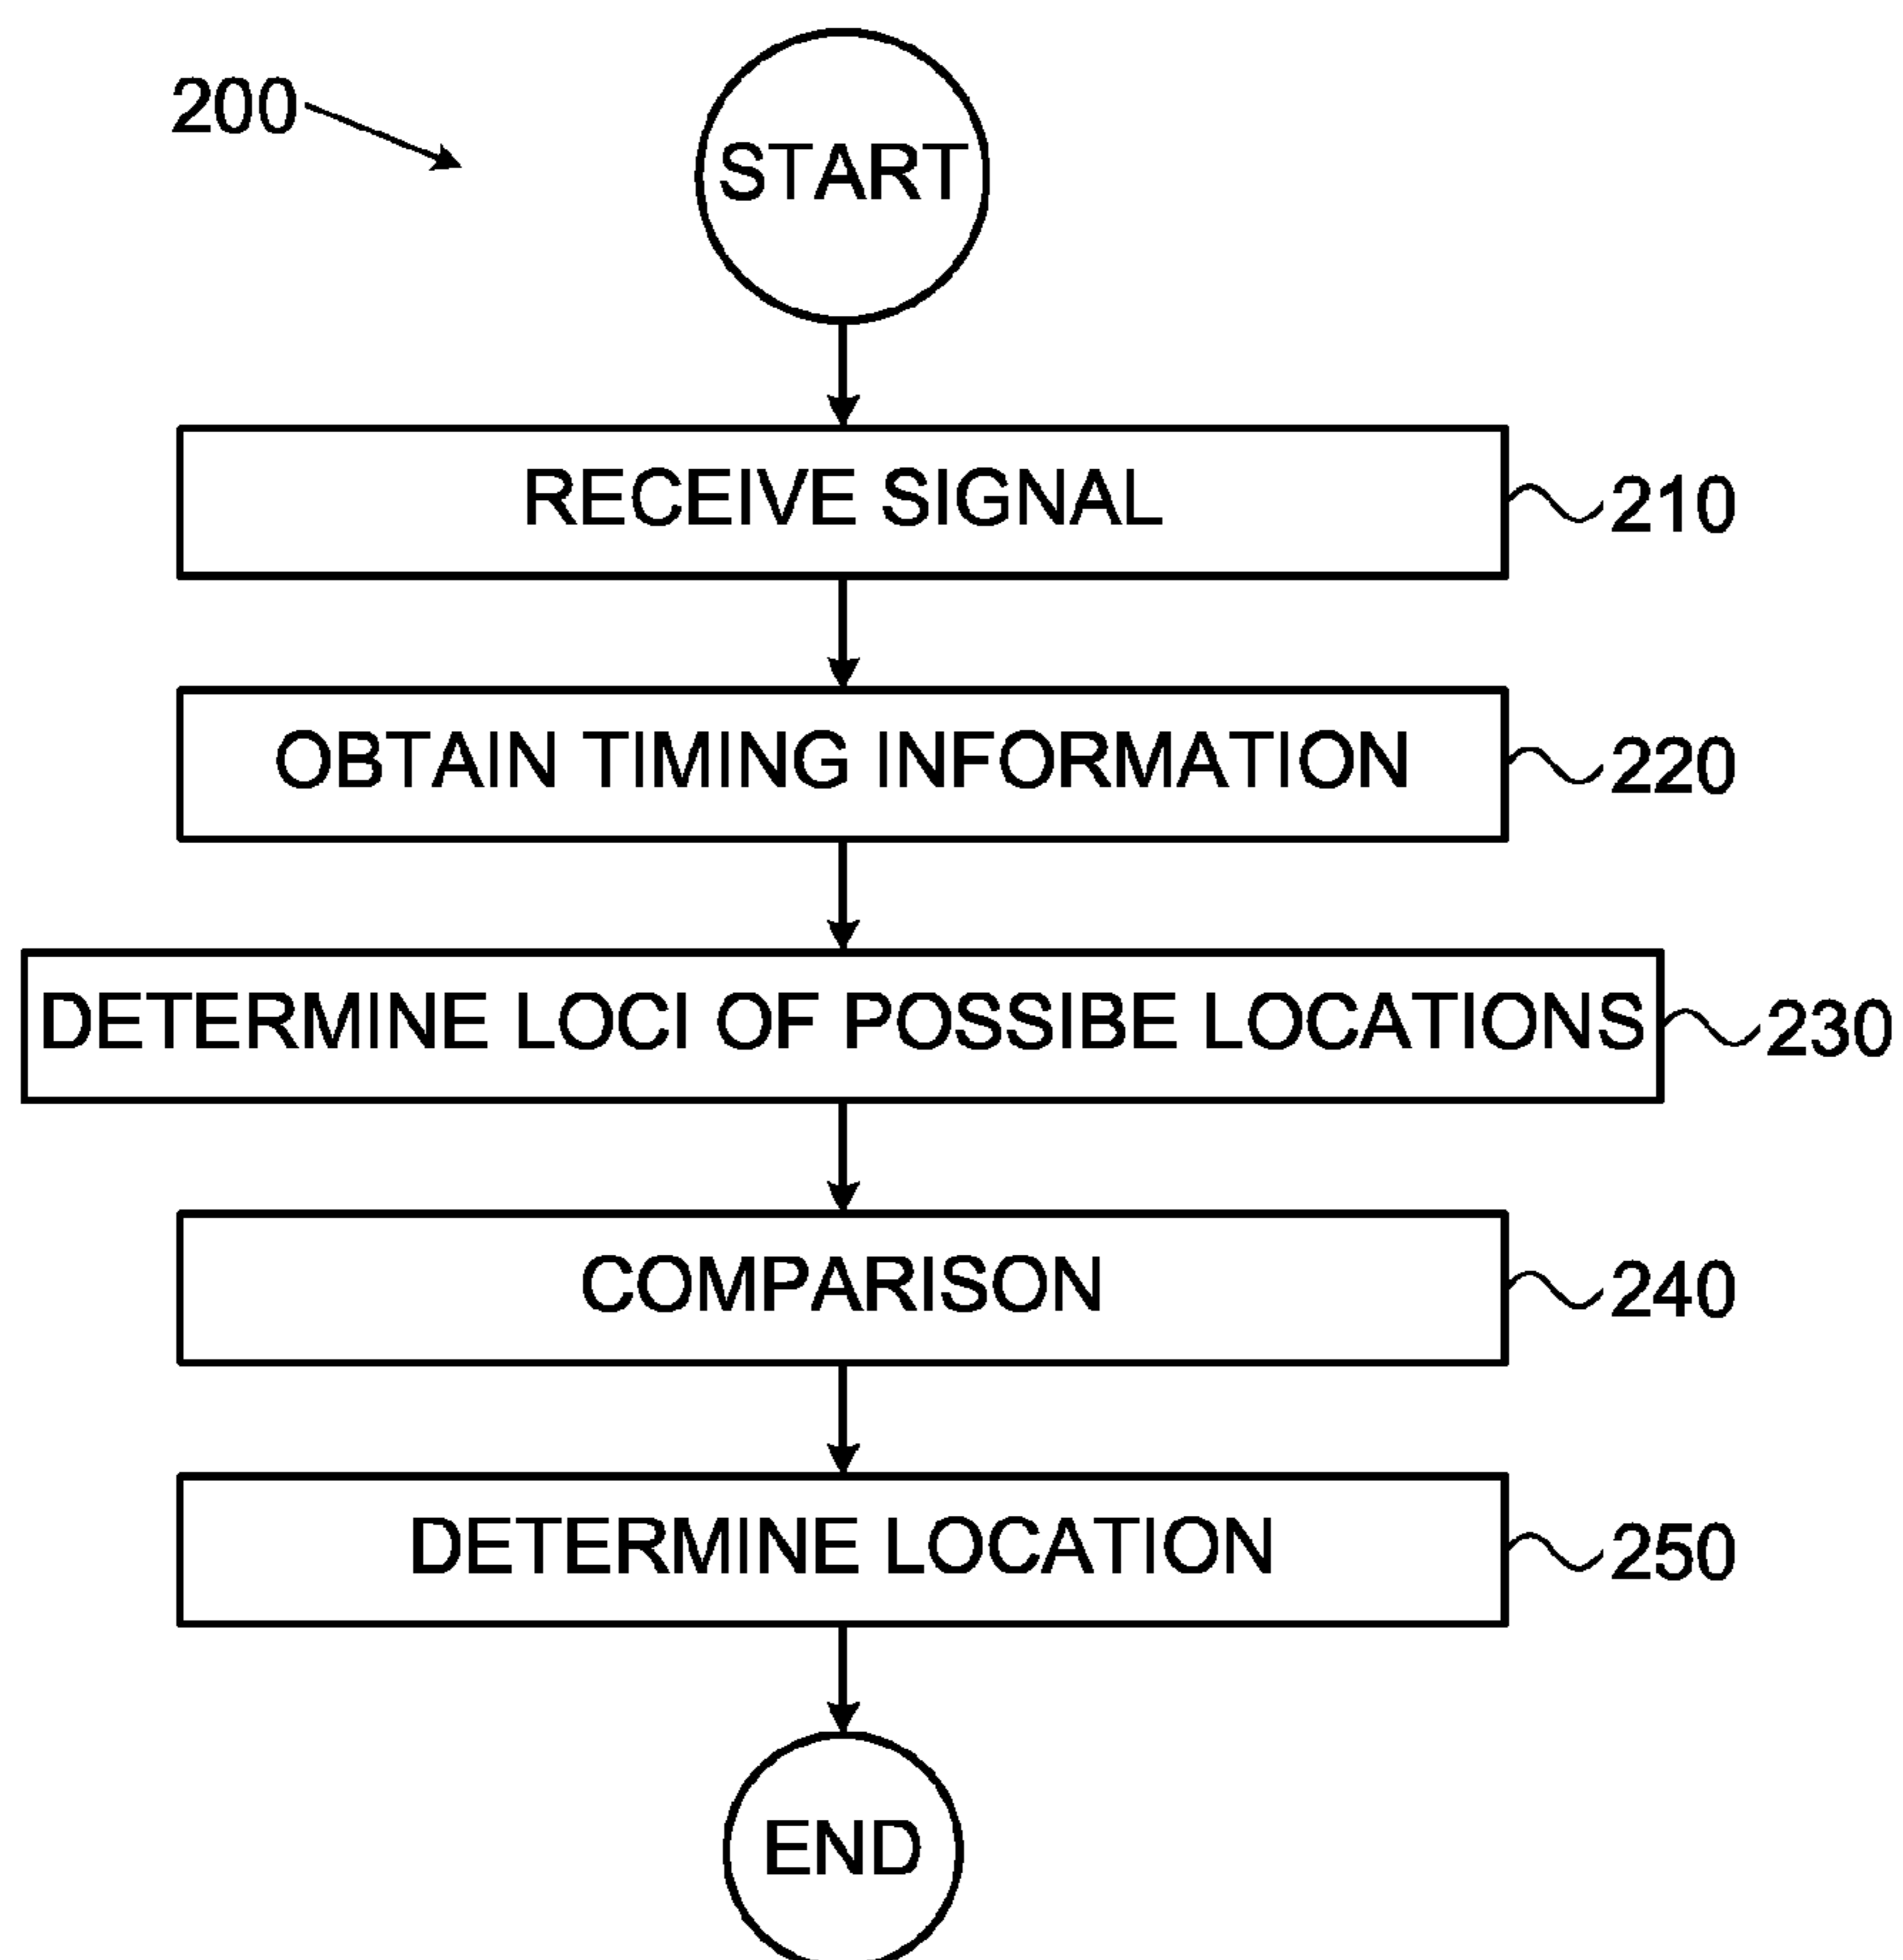 200
START
RECEIVE SIGNAL
210
OBTAIN TIMING INFORMATION
220
DETERMINE LOCI OF POSSIBE LOCATIONS
230
COMPARISON
240
DETERMINE LOCATION
250
END